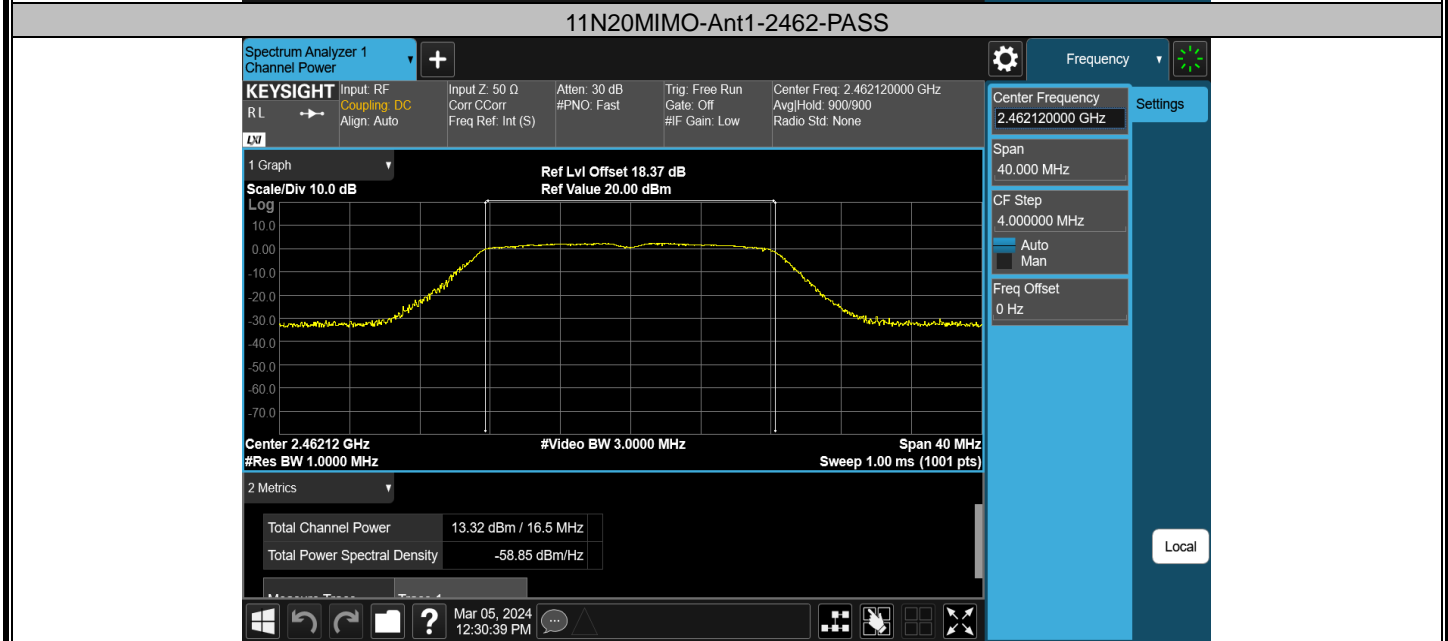 11N20MIMO-Ant1-2462-PASS
Spectrum Analyzer 1
Channel Power
Frequency
KEYSIGHT
RL
LXI
Input: RF
Coupling: DC
Align: Auto
Input Z: 50 Ω
Corr CCorr
Freq Ref: Int (S)
Atten: 30 dB
#PNO: Fast
Trig: Free Run
Gate: Off
#IF Gain: Low
Center Freq: 2.462120000 GHz
Avg|Hold: 900/900
Radio Std: None
Center Frequency
2.462120000 GHz
Settings
Span
40.000 MHz
CF Step
4.000000 MHz
Auto
Man
Freq Offset
0 Hz
1 Graph
Scale/Div 10.0 dB
Ref Lvl Offset 18.37 dB
Ref Value 20.00 dBm
Log
10.0
0.00
-10.0
-20.0
-30.0
-40.0
-50.0
-60.0
-70.0
Center 2.46212 GHz
#Video BW 3.0000 MHz
Span 40 MHz
#Res BW 1.0000 MHz
Sweep 1.00 ms (1001 pts)
2 Metrics
Total Channel Power 13.32 dBm / 16.5 MHz
Total Power Spectral Density -58.85 dBm/Hz
Measure Trace Trace 1
Local
?
Mar 05, 2024
12:30:39 PM